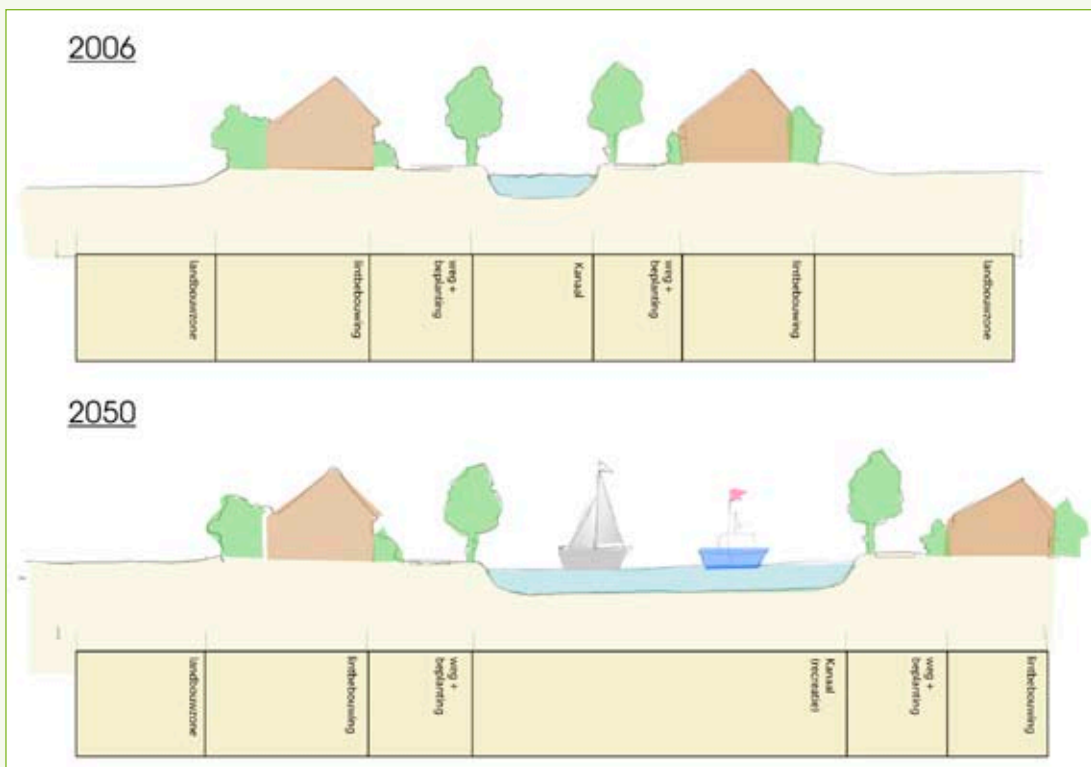 2006
landbouwzone
lintbebouwing
weg +
beplanting
Kanaal
weg +
beplanting
lintbebouwing
landbouwzone
2050
landbouwzone
lintbebouwing
weg +
beplanting
Kanaal
(recreatie)
weg +
beplanting
lintbebouwing